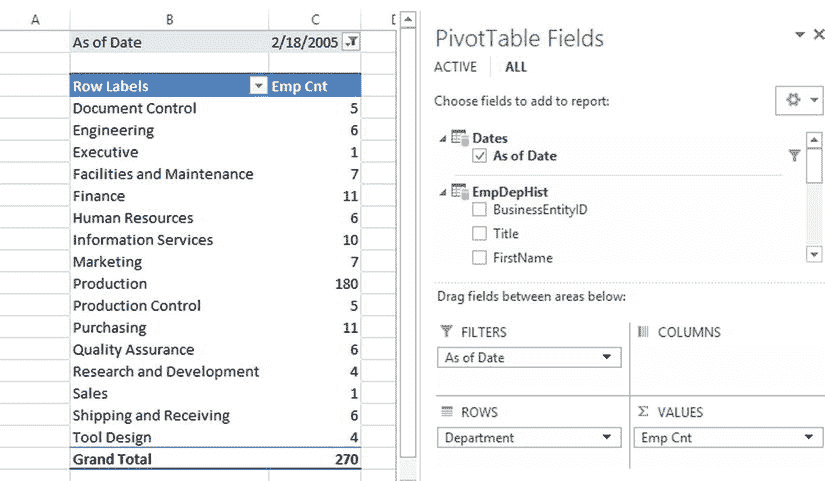 A B C
As of Date 2/18/2005
Row Labels Emp Cnt
Document Control 5
Engineering 6
Executive 1
Facilities and Maintenance 7
Finance 11
Human Resources 6
Information Services 10
Marketing 7
Production 180
Production Control 5
Purchasing 11
Quality Assurance 6
Research and Development 4
Sales 1
Shipping and Receiving 6
Tool Design 4
Grand Total 270
PivotTable Fields
ACTIVE ALL
Choose fields to add to report:
Dates
As of Date
EmpDepHist
BusinessEntityID
Title
FirstName
Drag fields between areas below:
FILTERS
As of Date
COLUMNS
ROWS
Department
Σ VALUES
Emp Cnt